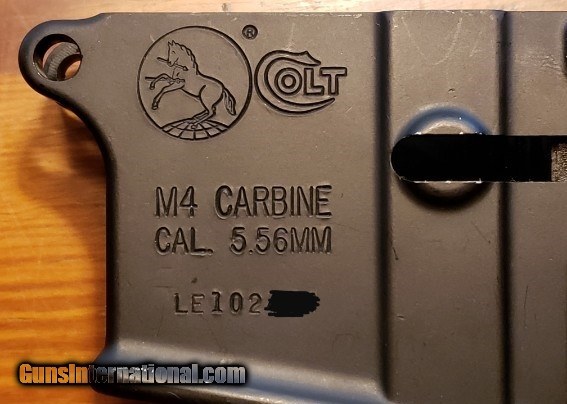 ®
COLT
M4 CARBINE
CAL. 5.56MM
LE102
GunsInternational.com